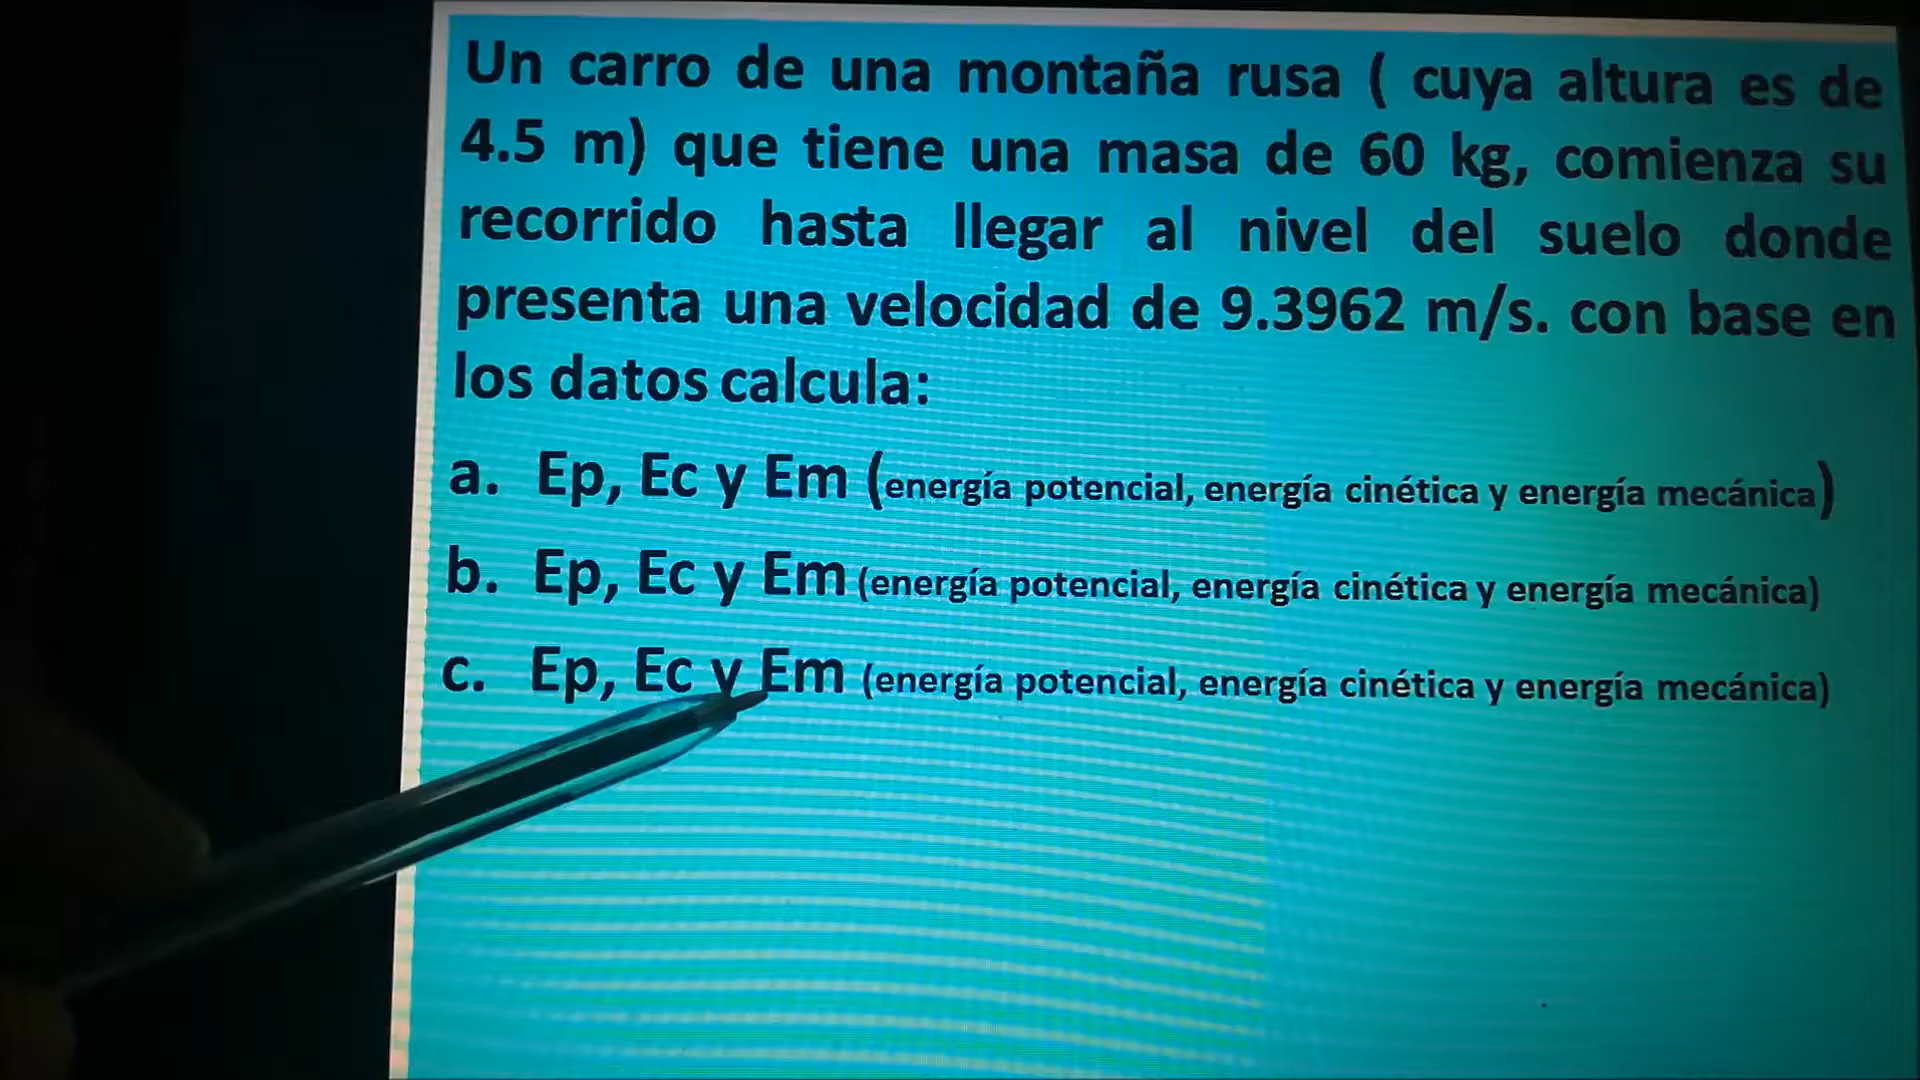 Un carro de una montaña rusa ( cuya altura es de
4.5 m) que tiene una masa de 60 kg, comienza su
recorrido hasta llegar al nivel del suelo donde
presenta una velocidad de 9.3962 m/s. con base en
los datos calcula:
a. Ep, Ec y Em (energía potencial, energía cinética y energía mecánica)
b. Ep, Ec y Em (energía potencial, energía cinética y energía mecánica)
c. Ep, Ec y Em (energía potencial, energía cinética y energía mecánica)